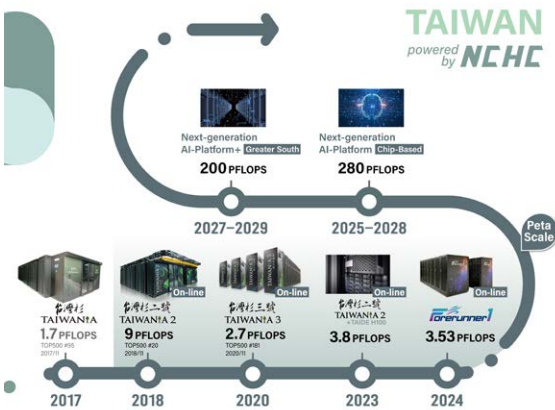 TAIWAN
powered
by NCHC
Next-generation
AI-Platform+ Greater South
200 PFLOPS
Next-generation
AI-Platform Chip-Based
280 PFLOPS
2027–2029
2025–2028
Peta
Scale
台灣杉
TAIWANIA
1.7 PFLOPS
TOP500 #95
2017/11
On-line
台灣杉二號
TAIWANIA 2
9 PFLOPS
TOP500 #20
2018/11
On-line
台灣杉三號
TAIWANIA 3
2.7 PFLOPS
TOP500 #181
2020/11
On-line
台灣杉二號
TAIWANIA 2
+TAIDE H100
3.8 PFLOPS
On-line
Forerunner1
3.53 PFLOPS
2017
2018
2020
2023
2024